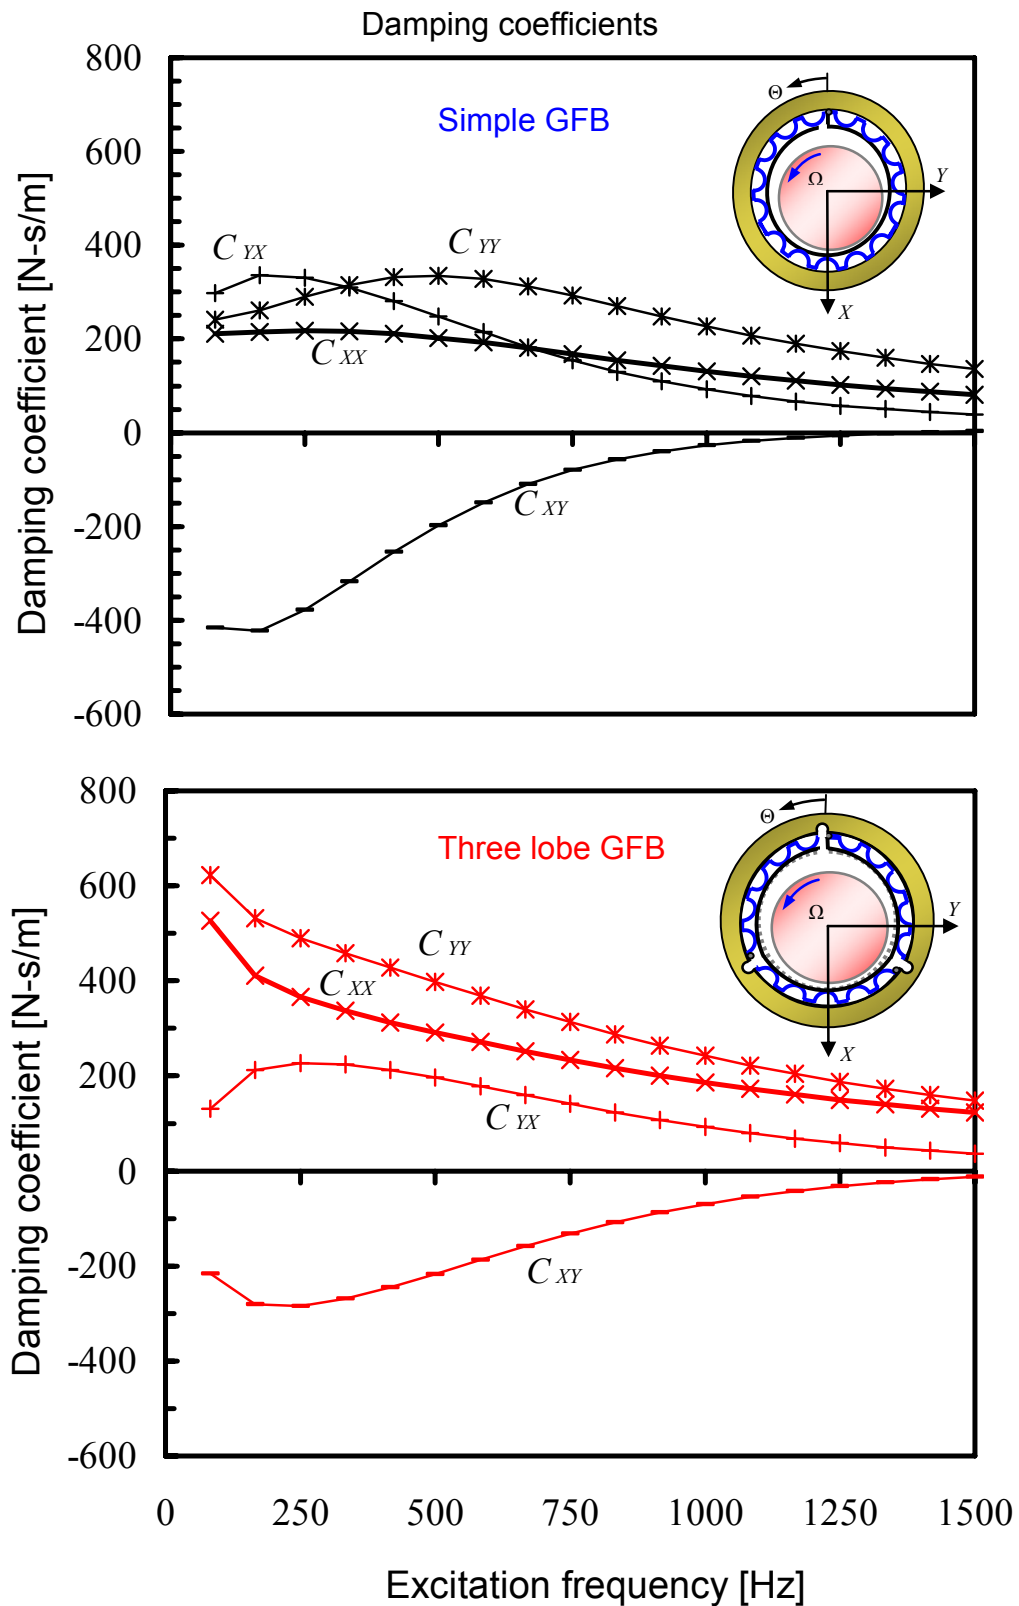 Damping coefficients
800
600
400
200
0
-200
-400
-600
Damping coefficient [N-s/m]
Simple GFB
Θ
Ω
Y
X
C YX
C YY
C XX
C XY
800
600
400
200
0
-200
-400
-600
Damping coefficient [N-s/m]
Three lobe GFB
Θ
Ω
Y
X
C YY
C XX
C YX
C XY
0 250 500 750 1000 1250 1500
Excitation frequency [Hz]